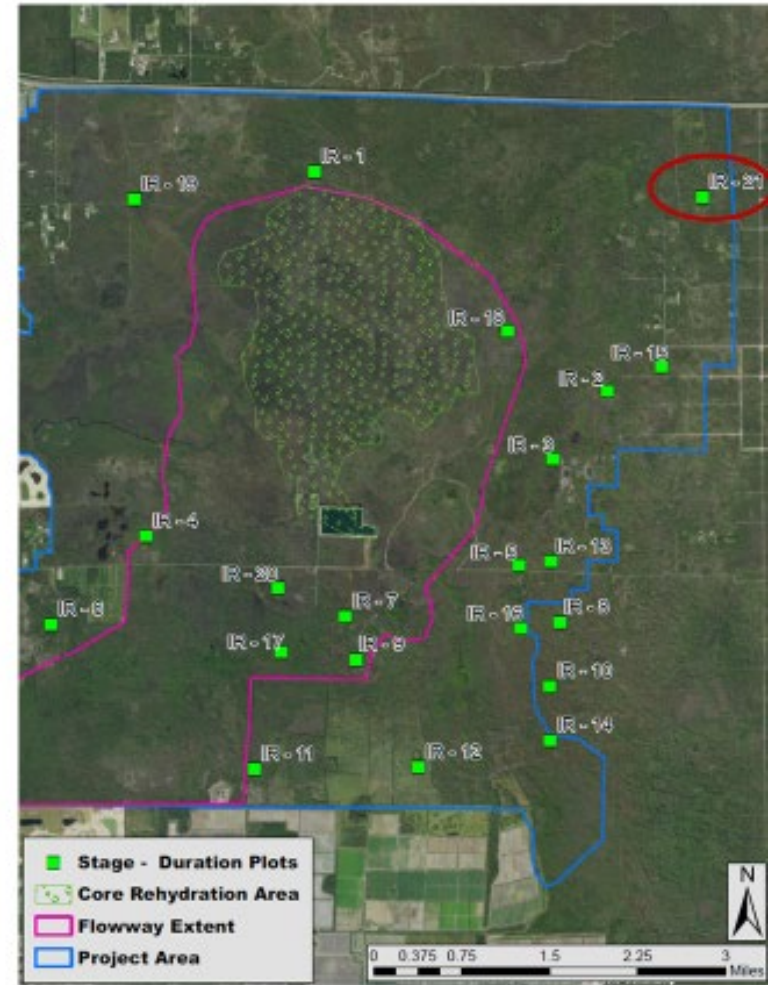 IR - 1
IR - 19
IR - 21
IR - 18
IR - 15
IR - 2
IR - 3
IR - 4
IR - 5
IR - 13
IR - 20
IR - 7
IR - 6
IR - 16
IR - 8
IR - 17
IR - 9
IR - 10
IR - 14
IR - 11
IR - 12
Stage - Duration Plots
Core Rehydration Area
Flowway Extent
Project Area
N
0 0.375 0.75 1.5 2.25 3
Miles